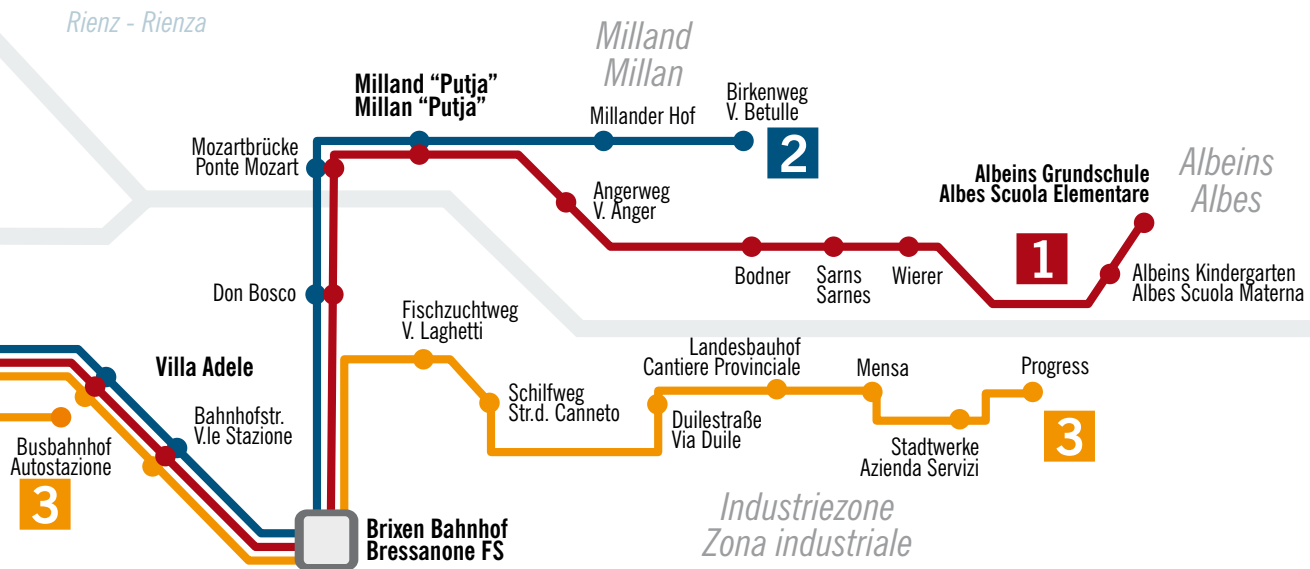 Rienz - Rienza
Milland
Millan
Milland “Putja”
Millan “Putja”
Birkenweg
V. Betulle
Millander Hof
2
Mozartbrücke
Ponte Mozart
Albeins Grundschule
Albes Scuola Elementare
Albeins
Albes
Angerweg
V. Anger
1
Bodner
Sarns
Sarnes
Wierer
Albeins Kindergarten
Albes Scuola Materna
Don Bosco
Fischzuchtweg
V. Laghetti
Villa Adele
Landesbauhof
Cantiere Provinciale
Mensa
Progress
Schilfweg
Str.d. Canneto
Bahnhofstr.
V.le Stazione
Duilestraße
Via Duile
3
Busbahnhof
Autostazione
3
Stadtwerke
Azienda Servizi
Industriezone
Zona industriale
Brixen Bahnhof
Bressanone FS